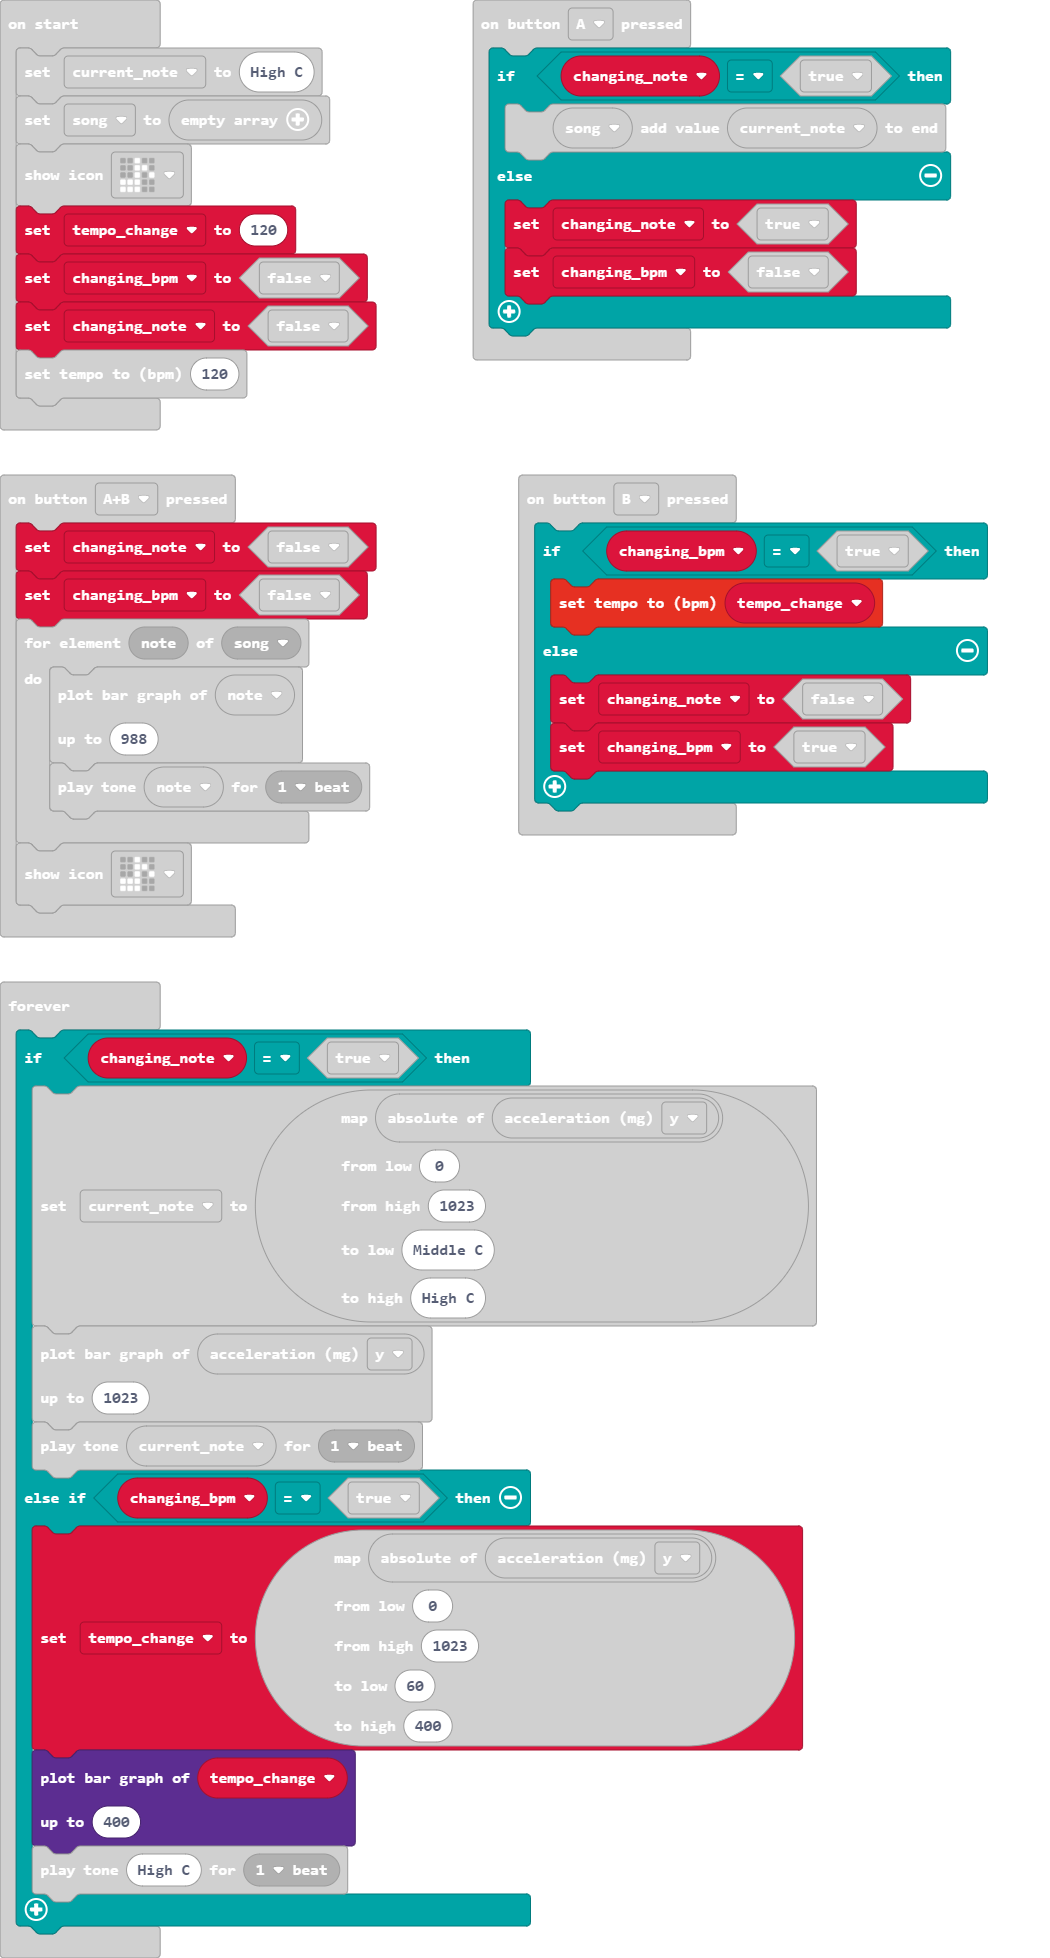 on start
set current_note to High C
set song to empty array
show icon
set tempo_change to 120
set changing_bpm to false
set changing_note to false
set tempo to (bpm) 120
on button A pressed
if changing_note = true then
song add value current_note to end
else
set changing_note to true
set changing_bpm to false
on button A+B pressed
set changing_note to false
set changing_bpm to false
for element note of song
do
plot bar graph of note
up to 988
play tone note for 1 beat
show icon
on button B pressed
if changing_bpm = true then
set tempo to (bpm) tempo_change
else
set changing_note to false
set changing_bpm to true
forever
if changing_note = true then
set current_note to
map absolute of acceleration (mg) y
from low 0
from high 1023
to low Middle C
to high High C
plot bar graph of acceleration (mg) y
up to 1023
play tone current_note for 1 beat
else if changing_bpm = true then
set tempo_change to
map absolute of acceleration (mg) y
from low 0
from high 1023
to low 60
to high 400
plot bar graph of tempo_change
up to 400
play tone High C for 1 beat